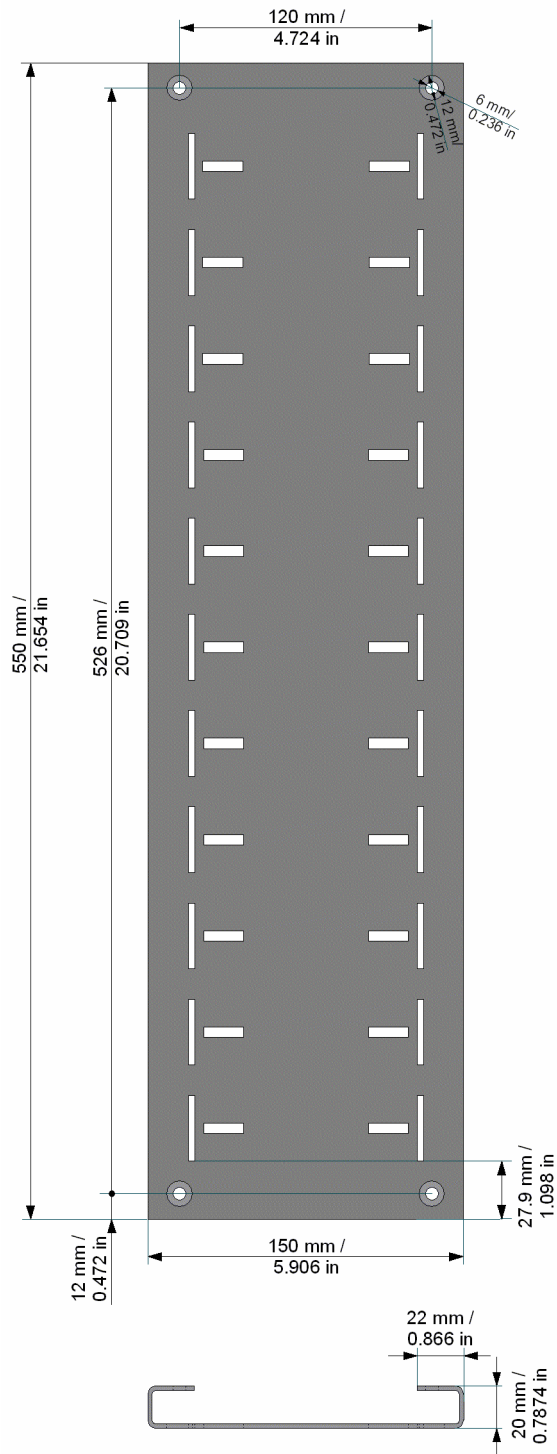 120 mm /
4.724 in
6 mm/
0.236 in
12 mm/
0.472 in
550 mm /
21.654 in
526 mm /
20.709 in
27.9 mm /
1.098 in
12 mm /
0.472 in
150 mm /
5.906 in
22 mm /
0.866 in
20 mm /
0.7874 in